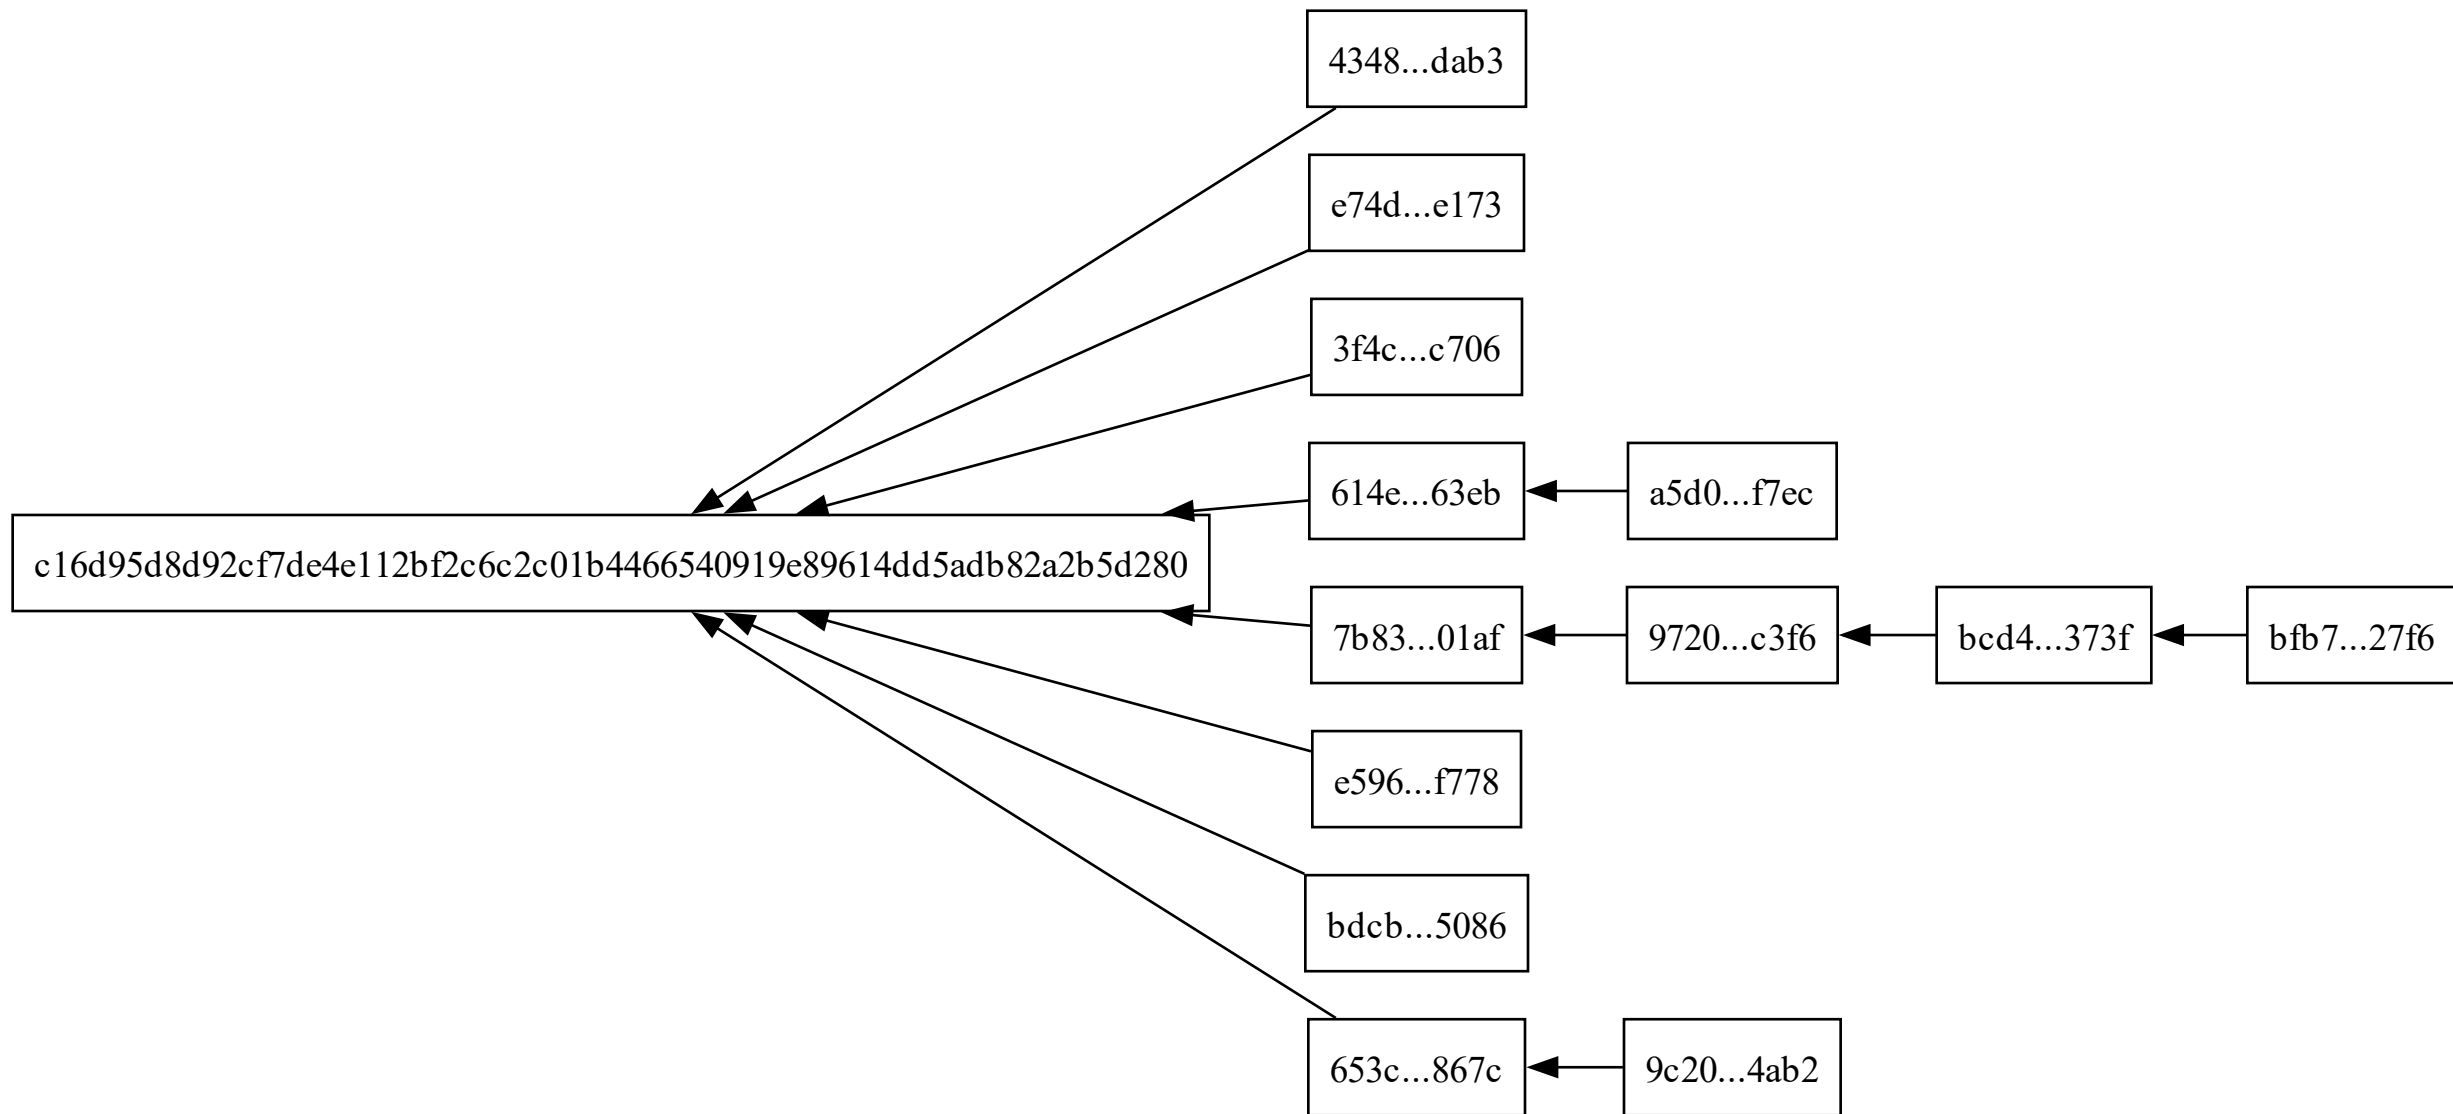 4348...dab3
e74d...e173
3f4c...c706
614e...63eb
a5d0...f7ec
c16d95d8d92cf7de4e112bf2c6c2c01b4466540919e89614dd5adb82a2b5d280
7b83...01af
9720...c3f6
bcd4...373f
bfb7...27f6
e596...f778
bdcb...5086
653c...867c
9c20...4ab2